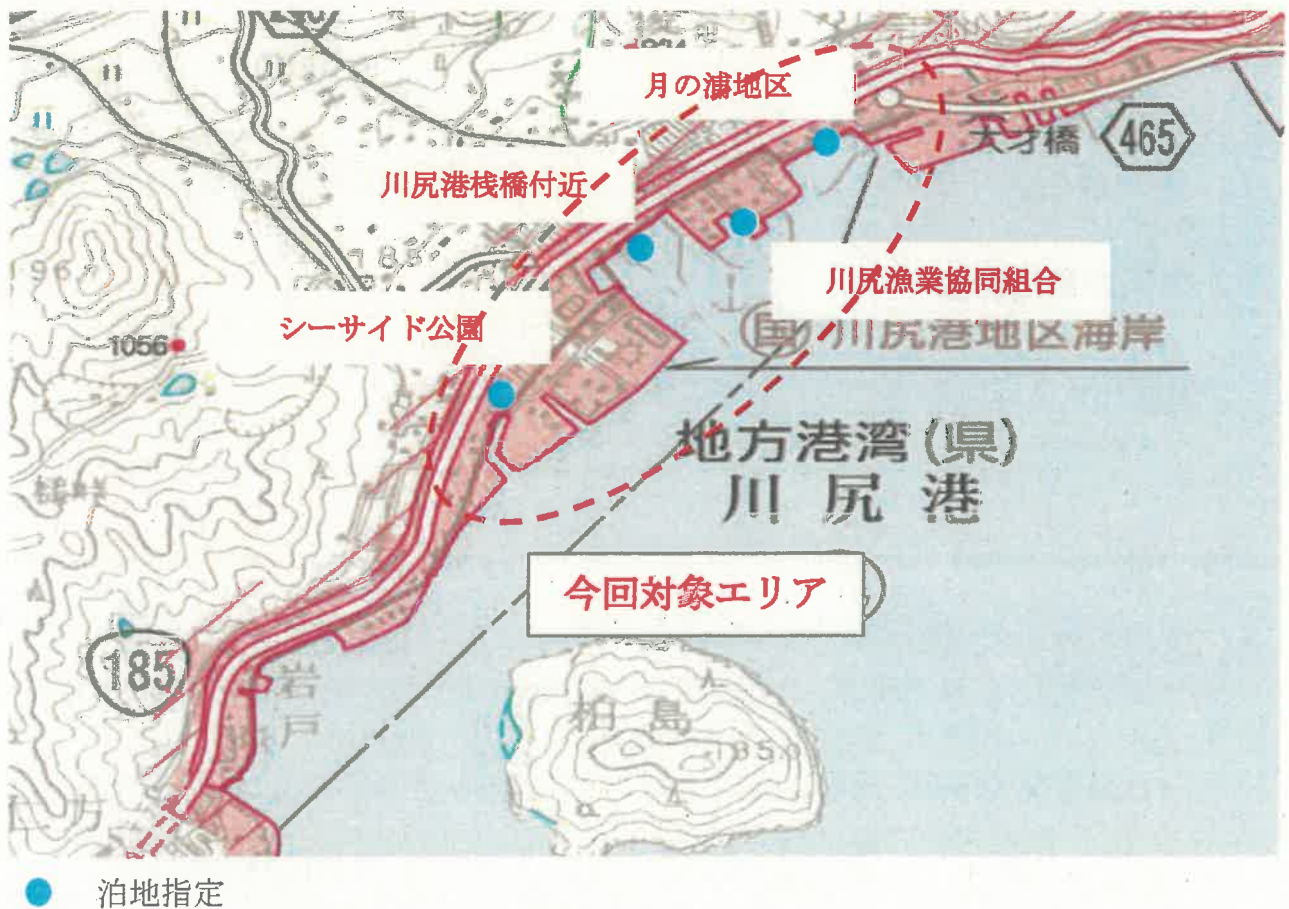 月の浦地区
大才橋
465
川尻港桟橋付近
川尻漁業協同組合
シーサイド公園
(国) 川尻港地区海岸
1056
地方港湾(県)
川尻港
今回対象エリア
185
岩戸
柏島
泊地指定